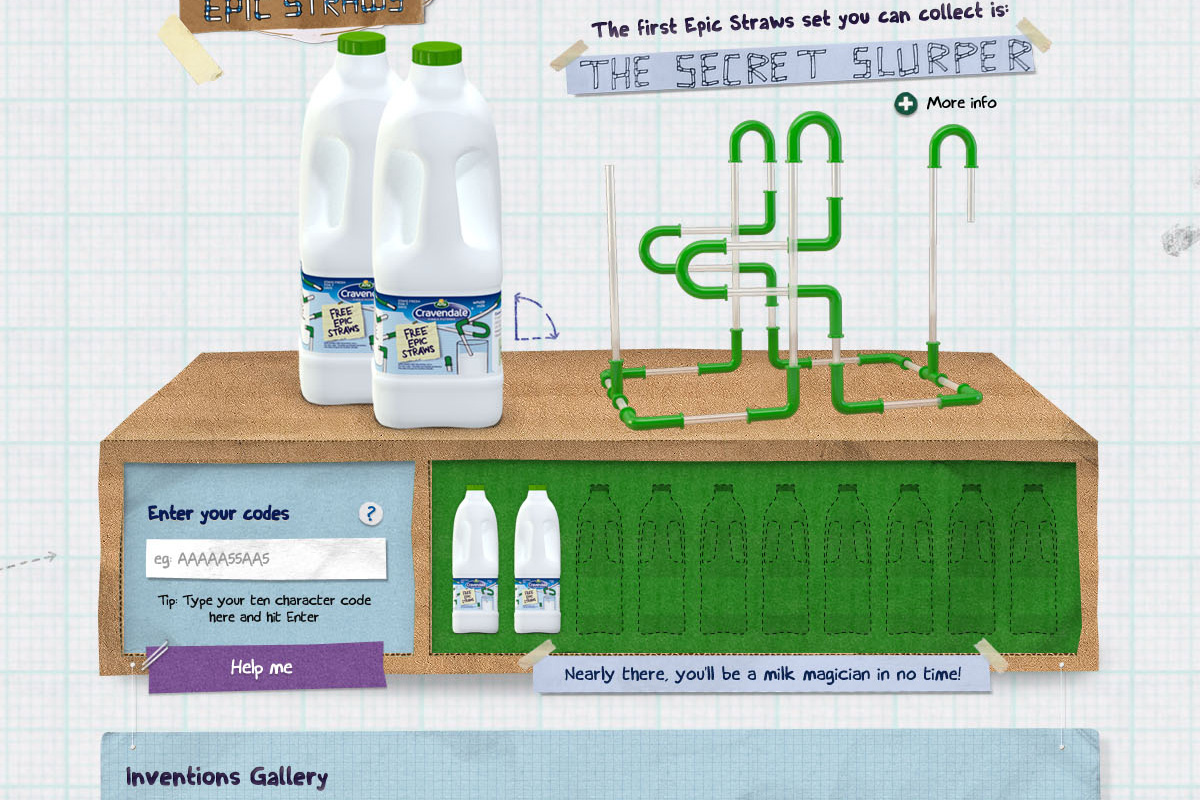 EPIC STRAWS
The first Epic Straws set you can collect is:
THE SECRET SLURPER
More info
Cravendale
FREE
EPIC
STRAWS
Cravendale
FREE
EPIC
STRAWS
Enter your codes
?
eg: AAAAA55AA5
Tip: Type your ten character code
here and hit Enter
Help me
Nearly there, you'll be a milk magician in no time!
Inventions Gallery